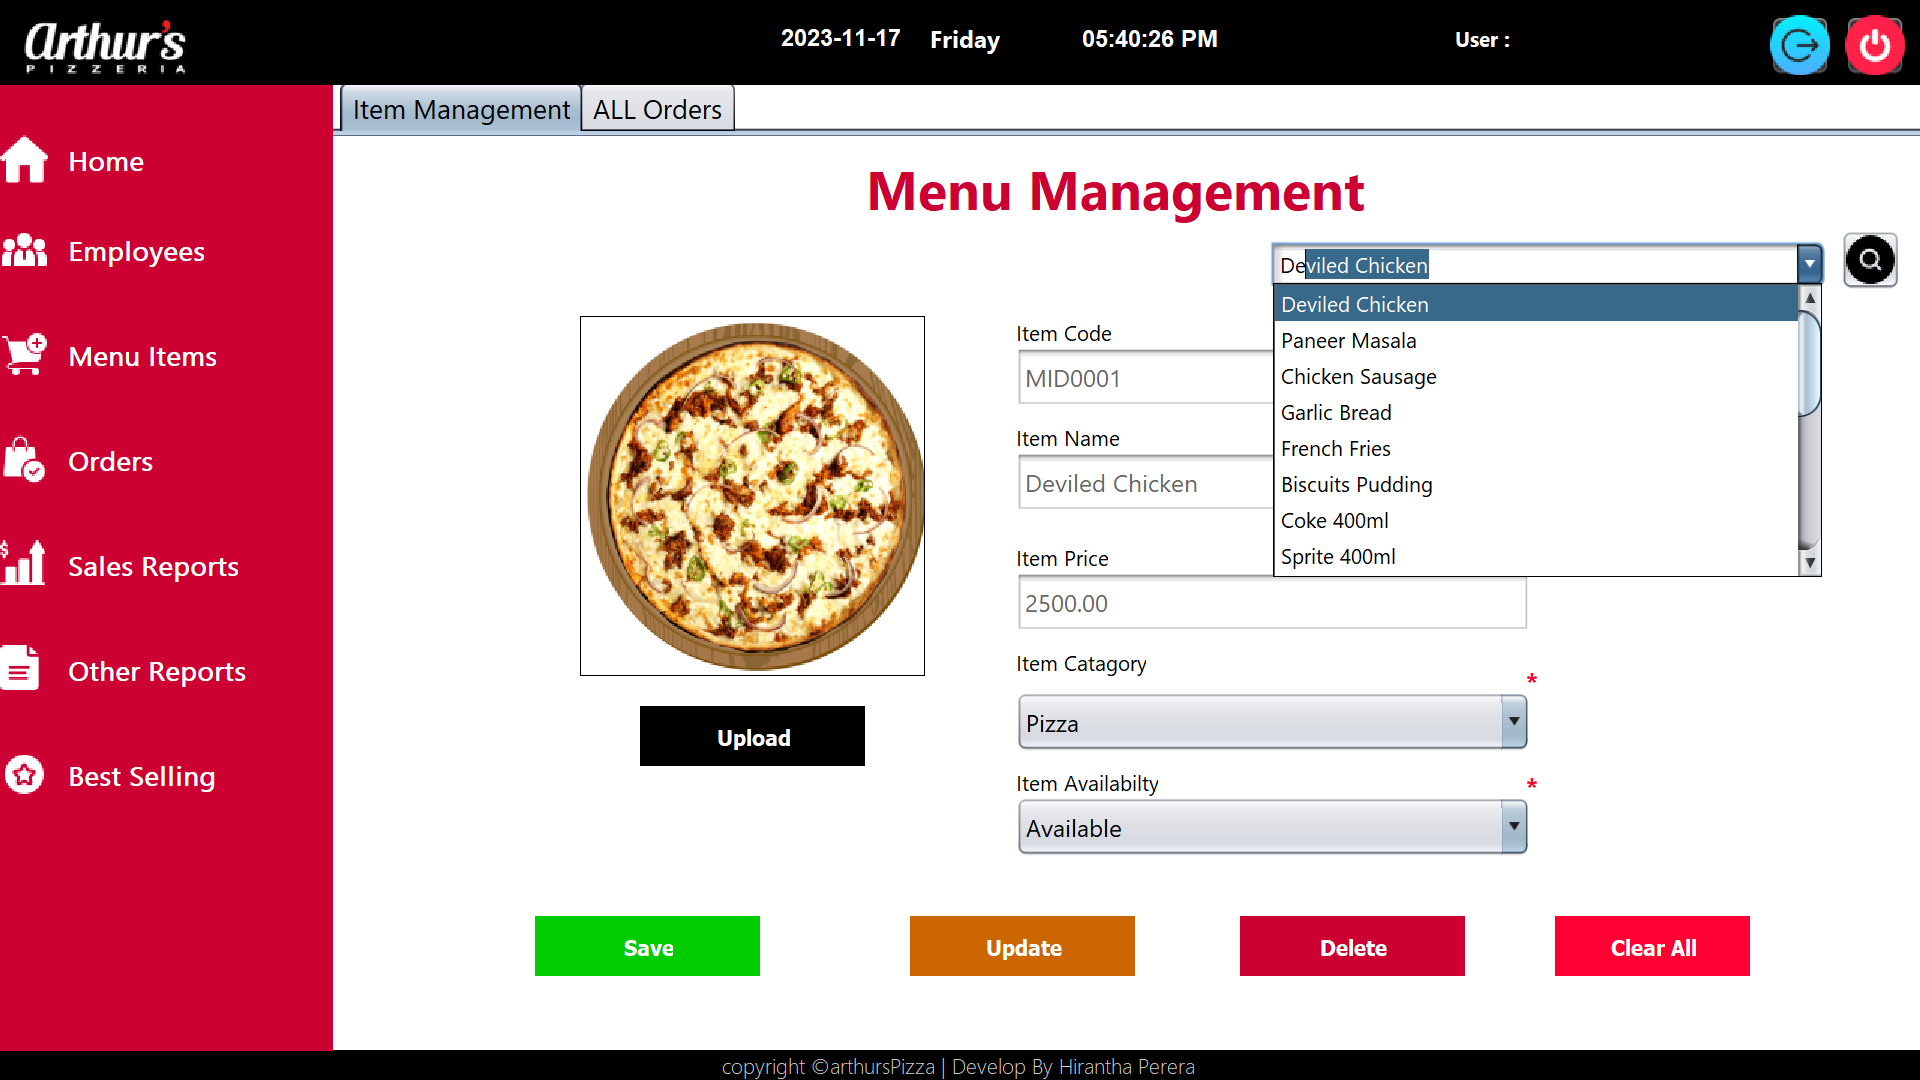 Arthur's
PIZZERIA
2023-11-17 Friday 05:40:26 PM User :
Item Management ALL Orders
Home
Employees
Menu Items
Orders
Sales Reports
Other Reports
Best Selling
Menu Management
Deviled Chicken
Deviled Chicken
Paneer Masala
Chicken Sausage
Garlic Bread
French Fries
Biscuits Pudding
Coke 400ml
Sprite 400ml
Item Code
MID0001
Item Name
Deviled Chicken
Item Price
2500.00
Item Catagory
*
Pizza
Item Availabilty *
Available
Upload
Save Update Delete Clear All
copyright ©arthursPizza | Develop By Hirantha Perera